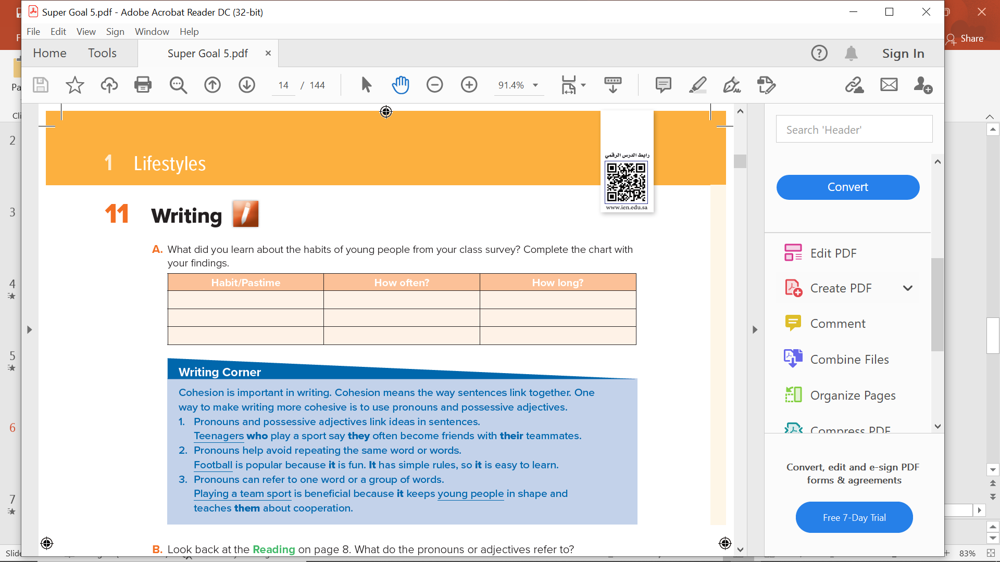 Super Goal 5.pdf - Adobe Acrobat Reader DC (32-bit)
File Edit View Sign Window Help
Share
Home Tools Super Goal 5.pdf Sign In
14 / 144 91.4%
2
3
4
5
6
7
1 Lifestyles
رابط الدرس الرقمي
www.ien.edu.sa
11 Writing
A. What did you learn about the habits of young people from your class survey? Complete the chart with
your findings.
Habit/Pastime How often? How long?
Writing Corner
Cohesion is important in writing. Cohesion means the way sentences link together. One
way to make writing more cohesive is to use pronouns and possessive adjectives.
1. Pronouns and possessive adjectives link ideas in sentences.
Teenagers who play a sport say they often become friends with their teammates.
2. Pronouns help avoid repeating the same word or words.
Football is popular because it is fun. It has simple rules, so it is easy to learn.
3. Pronouns can refer to one word or a group of words.
Playing a team sport is beneficial because it keeps young people in shape and
teaches them about cooperation.
B. Look back at the Reading on page 8. What do the pronouns or adjectives refer to?
Search 'Header'
Convert
Edit PDF
Create PDF
Comment
Combine Files
Organize Pages
Compress PDF
Convert, edit and e-sign PDF
forms & agreements
Free 7-Day Trial
83%